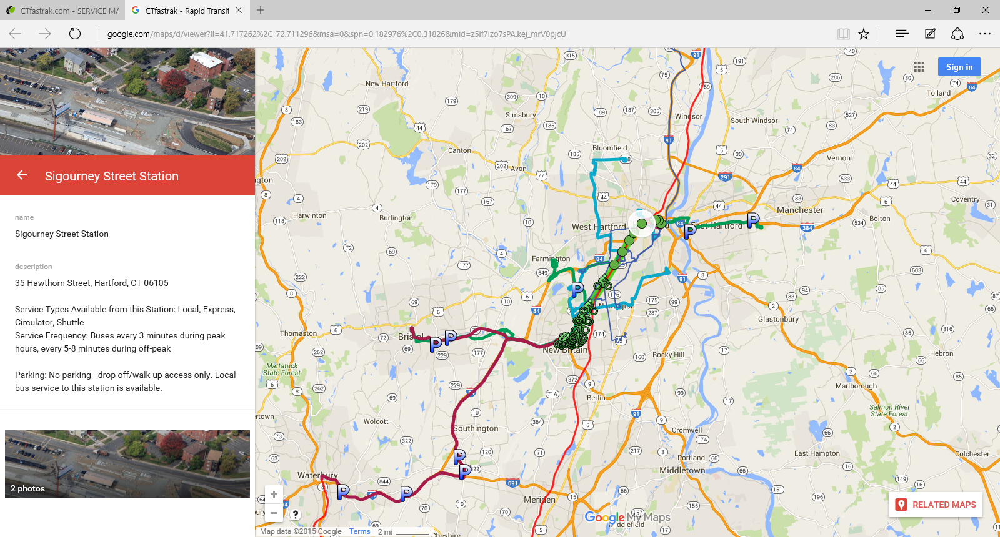 CTfastrak.com - SERVICE MA
CTfastrak - Rapid Transit
google.com/maps/d/viewer?ll=41.717262%2C-72.711296&msa=0&spn=0.182976%2C0.31826&mid=z5lf7izo7sPA.kej_mrV0pjcU
Sign in
Sigourney Street Station
name
Sigourney Street Station
description
35 Hawthorn Street, Hartford, CT 06105
Service Types Available from this Station: Local, Express,
Circulator, Shuttle
Service Frequency: Buses every 3 minutes during peak
hours, every 5-8 minutes during off-peak
Parking: No parking - drop off/walk up access only. Local
bus service to this station is available.
2 photos
New Hartford
Simsbury
Windsor
South Windsor
Tolland
Canton
Bloomfield
Avon
Vernon
Harwinton
Burlington
West Hartford
Manchester
Coventry
Bolton
Farmington
Thomaston
Glastonbury
New Britain
Rocky Hill
Hebron
Mattatuck
State Forest
Berlin
Marlborough
Salmon River
State Forest
Wolcott
Southington
Cromwell
East Hampton
Colchester
Portland
Middletown
Waterbury
Meriden
RELATED MAPS
Google My Maps
Middlefield
Map data ©2015 Google
Terms
2 mi